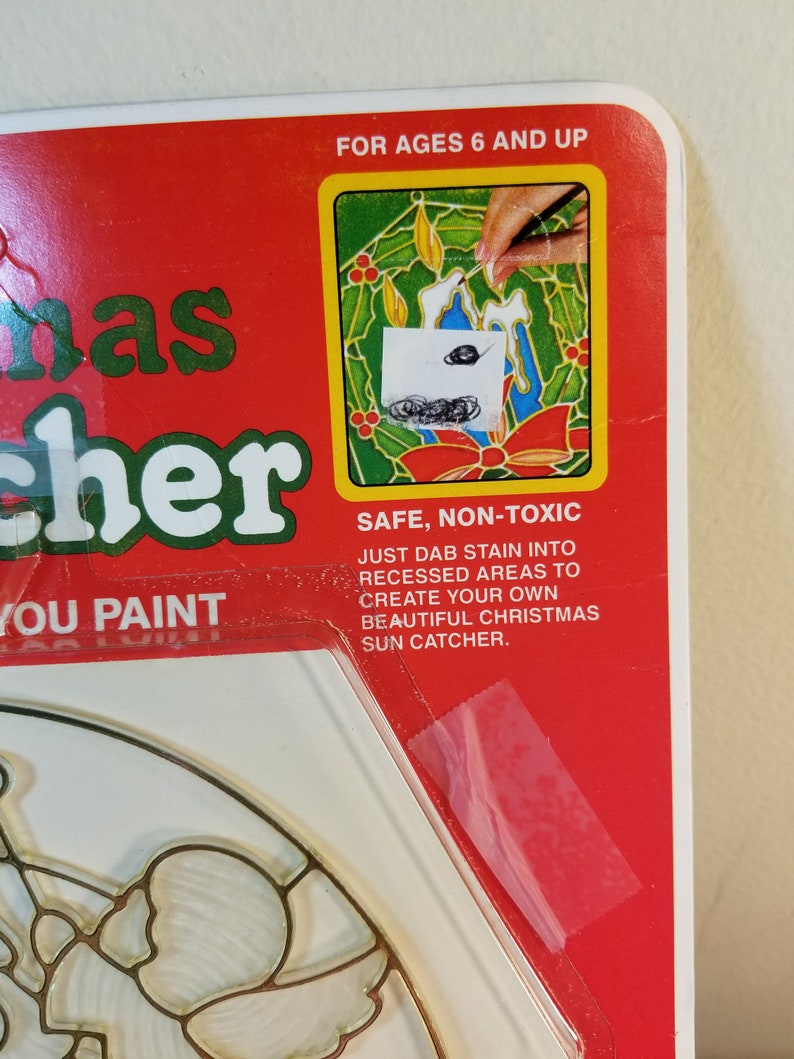 FOR AGES 6 AND UP
mas
cher
SAFE, NON-TOXIC
JUST DAB STAIN INTO
RECESSED AREAS TO
CREATE YOUR OWN
BEAUTIFUL CHRISTMAS
SUN CATCHER.
YOU PAINT